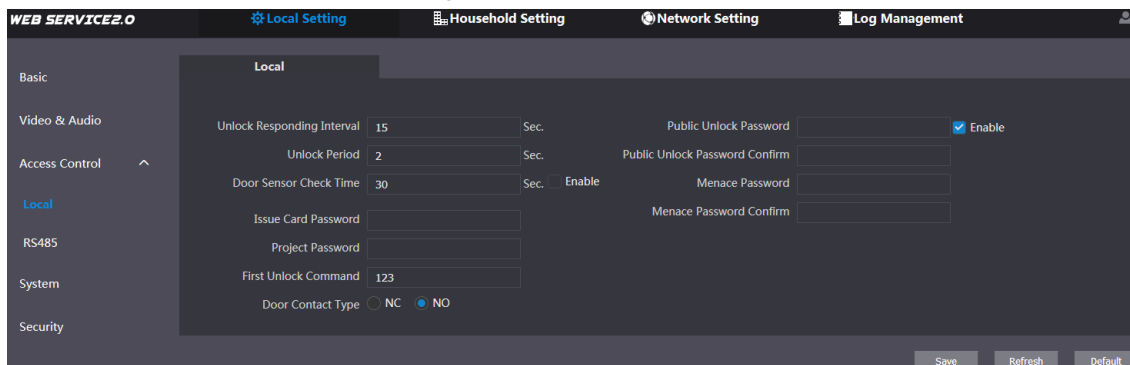 WEB SERVICE2.0 Local Setting Household Setting Network Setting Log Management
Basic
Video & Audio
Access Control
Local
RS485
System
Security
Local
Unlock Responding Interval 15 Sec.
Unlock Period 2 Sec.
Door Sensor Check Time 30 Sec. Enable
Issue Card Password
Project Password
First Unlock Command 123
Door Contact Type NC NO
Public Unlock Password Enable
Public Unlock Password Confirm
Menace Password
Menace Password Confirm
Save Refresh Default